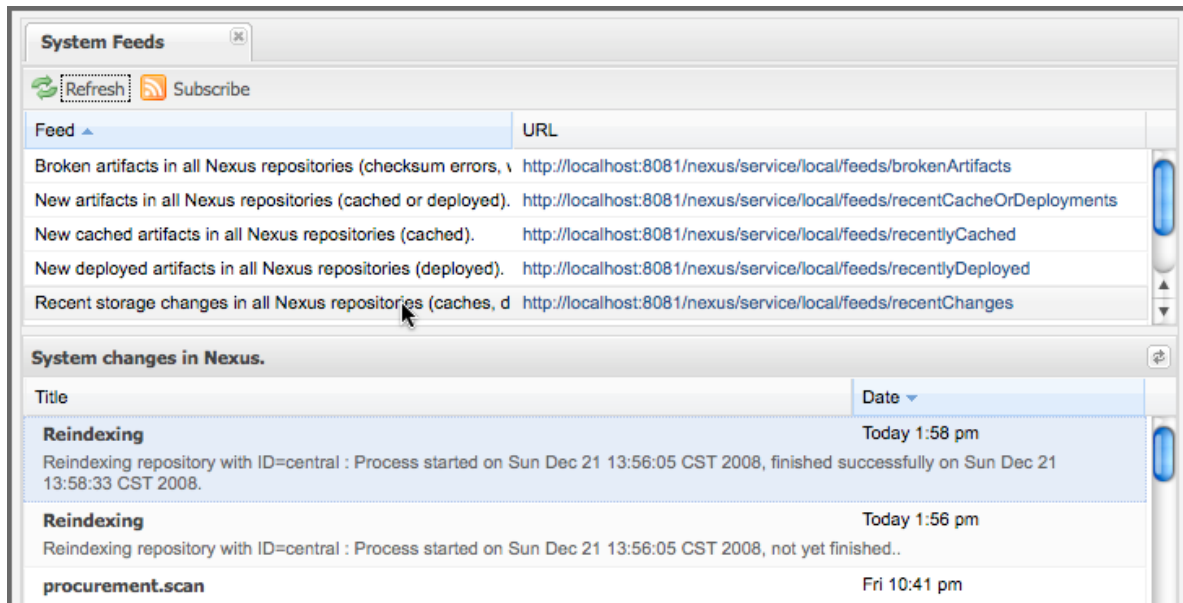 System Feeds
Refresh Subscribe
Feed URL
Broken artifacts in all Nexus repositories (checksum errors, http://localhost:8081/nexus/service/local/feeds/brokenArtifacts
New artifacts in all Nexus repositories (cached or deployed). http://localhost:8081/nexus/service/local/feeds/recentCacheOrDeployments
New cached artifacts in all Nexus repositories (cached). http://localhost:8081/nexus/service/local/feeds/recentlyCached
New deployed artifacts in all Nexus repositories (deployed). http://localhost:8081/nexus/service/local/feeds/recentlyDeployed
Recent storage changes in all Nexus repositories (caches, d http://localhost:8081/nexus/service/local/feeds/recentChanges
System changes in Nexus.
Title Date
Reindexing Today 1:58 pm
Reindexing repository with ID=central : Process started on Sun Dec 21 13:56:05 CST 2008, finished successfully on Sun Dec 21
13:58:33 CST 2008.
Reindexing Today 1:56 pm
Reindexing repository with ID=central : Process started on Sun Dec 21 13:56:05 CST 2008, not yet finished..
procurement.scan Fri 10:41 pm